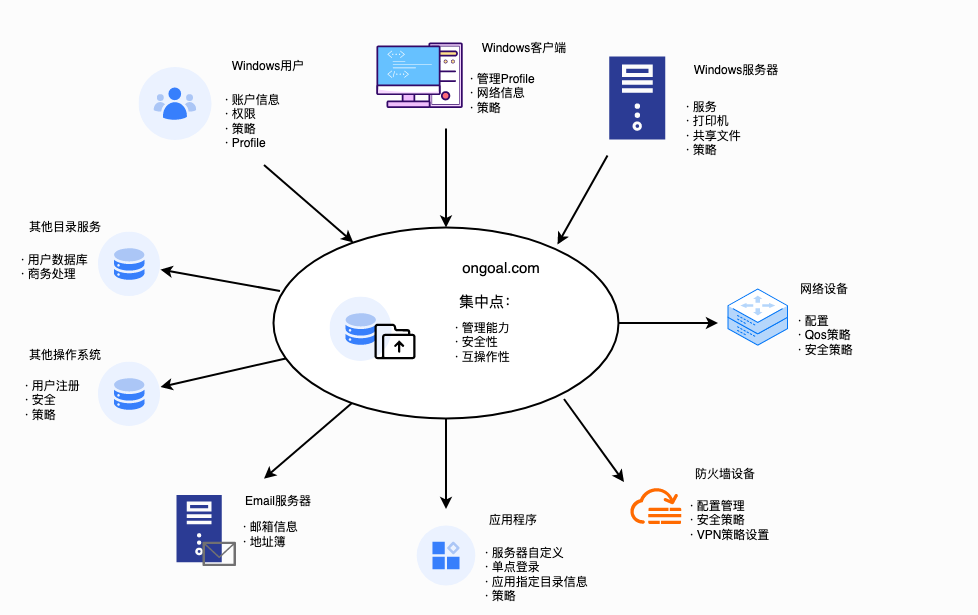 Windows用户
· 账户信息
· 权限
· 策略
· Profile
Windows客户端
· 管理Profile
· 网络信息
· 策略
Windows服务器
· 服务
· 打印机
· 共享文件
· 策略
其他目录服务
· 用户数据库
· 商务处理
ongoal.com
集中点：
· 管理能力
· 安全性
· 互操作性
网络设备
· 配置
· Qos策略
· 安全策略
其他操作系统
· 用户注册
· 安全
· 策略
Email服务器
· 邮箱信息
· 地址簿
应用程序
· 服务器自定义
· 单点登录
· 应用指定目录信息
· 策略
防火墙设备
· 配置管理
· 安全策略
· VPN策略设置